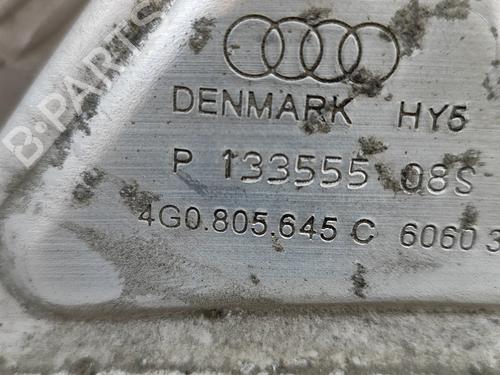 DENMARK HY5
P 133555 08S
4G0.805.645 C 6060 3
B-PARTS